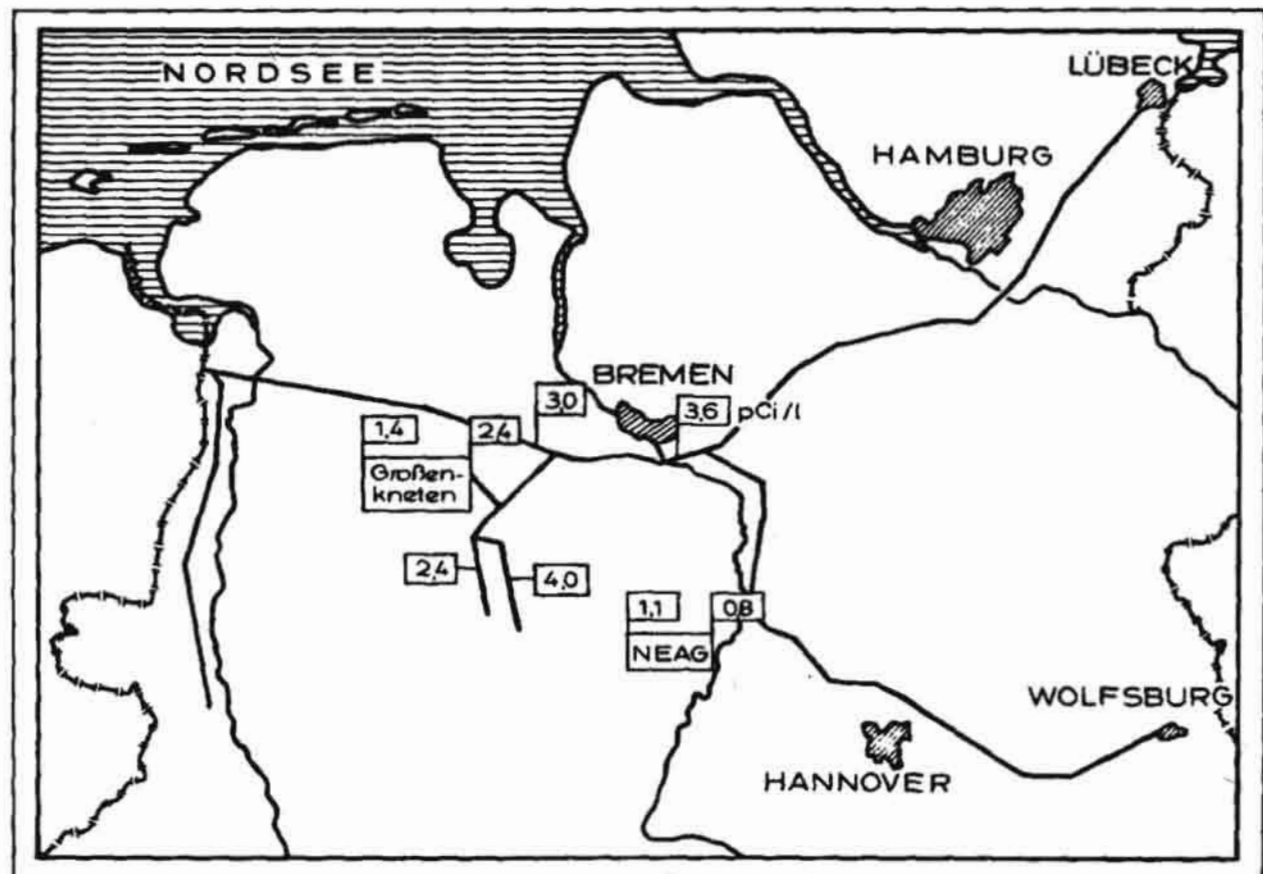 NORDSEE
LÜBECK
HAMBURG
BREMEN
3,0
3,6 pCi/l
1,4
2,4
Großen-
kneten
2,4
4,0
1,1
0,8
NEAG
WOLFSBURG
HANNOVER